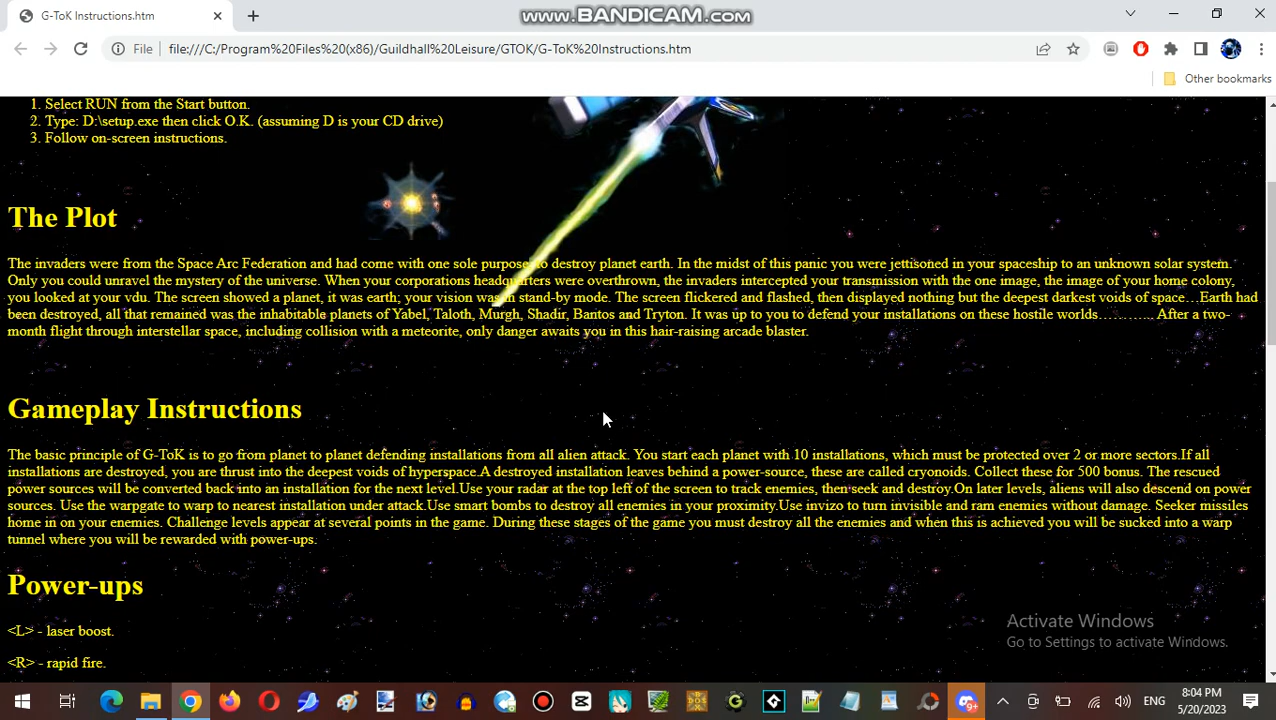 G-ToK Instructions.htm
www.BANDICAM.com
File
file:///C:/Program%20Files%20(x86)/Guildhall%20Leisure/GTOK/G-ToK%20Instructions.htm
Other bookmarks
1. Select RUN from the Start button.
2. Type: D:\setup.exe then click O.K. (assuming D is your CD drive)
3. Follow on-screen instructions.
The Plot
The invaders were from the Space Arc Federation and had come with one sole purpose to destroy planet earth. In the midst of this panic you were jettisoned in your spaceship to an unknown solar system.
Only you could unravel the mystery of the universe. When your corporations headquarters were overthrown, the invaders intercepted your transmission with the one image, the image of your home colony,
you looked at your vdu. The screen showed a planet, it was earth; your vision was in stand-by mode. The screen flickered and flashed, then displayed nothing but the deepest darkest voids of space…Earth had
been destroyed, all that remained was the inhabitable planets of Yabel, Taloth, Murgh, Shadir, Bantos and Tryton. It was up to you to defend your installations on these hostile worlds……….. After a two-
month flight through interstellar space, including collision with a meteorite, only danger awaits you in this hair-raising arcade blaster.
Gameplay Instructions
The basic principle of G-ToK is to go from planet to planet defending installations from all alien attack. You start each planet with 10 installations, which must be protected over 2 or more sectors.If all
installations are destroyed, you are thrust into the deepest voids of hyperspace.A destroyed installation leaves behind a power-source, these are called cryonoids. Collect these for 500 bonus. The rescued
power sources will be converted back into an installation for the next level.Use your radar at the top left of the screen to track enemies, then seek and destroy.On later levels, aliens will also descend on power
sources. Use the warpgate to warp to nearest installation under attack.Use smart bombs to destroy all enemies in your proximity.Use invizo to turn invisible and ram enemies without damage. Seeker missiles
home in on your enemies. Challenge levels appear at several points in the game. During these stages of the game you must destroy all the enemies and when this is achieved you will be sucked into a warp
tunnel where you will be rewarded with power-ups.
Power-ups
<L> - laser boost.
<R> - rapid fire.
Activate Windows
Go to Settings to activate Windows.
9+
ENG
8:04 PM
5/20/2023